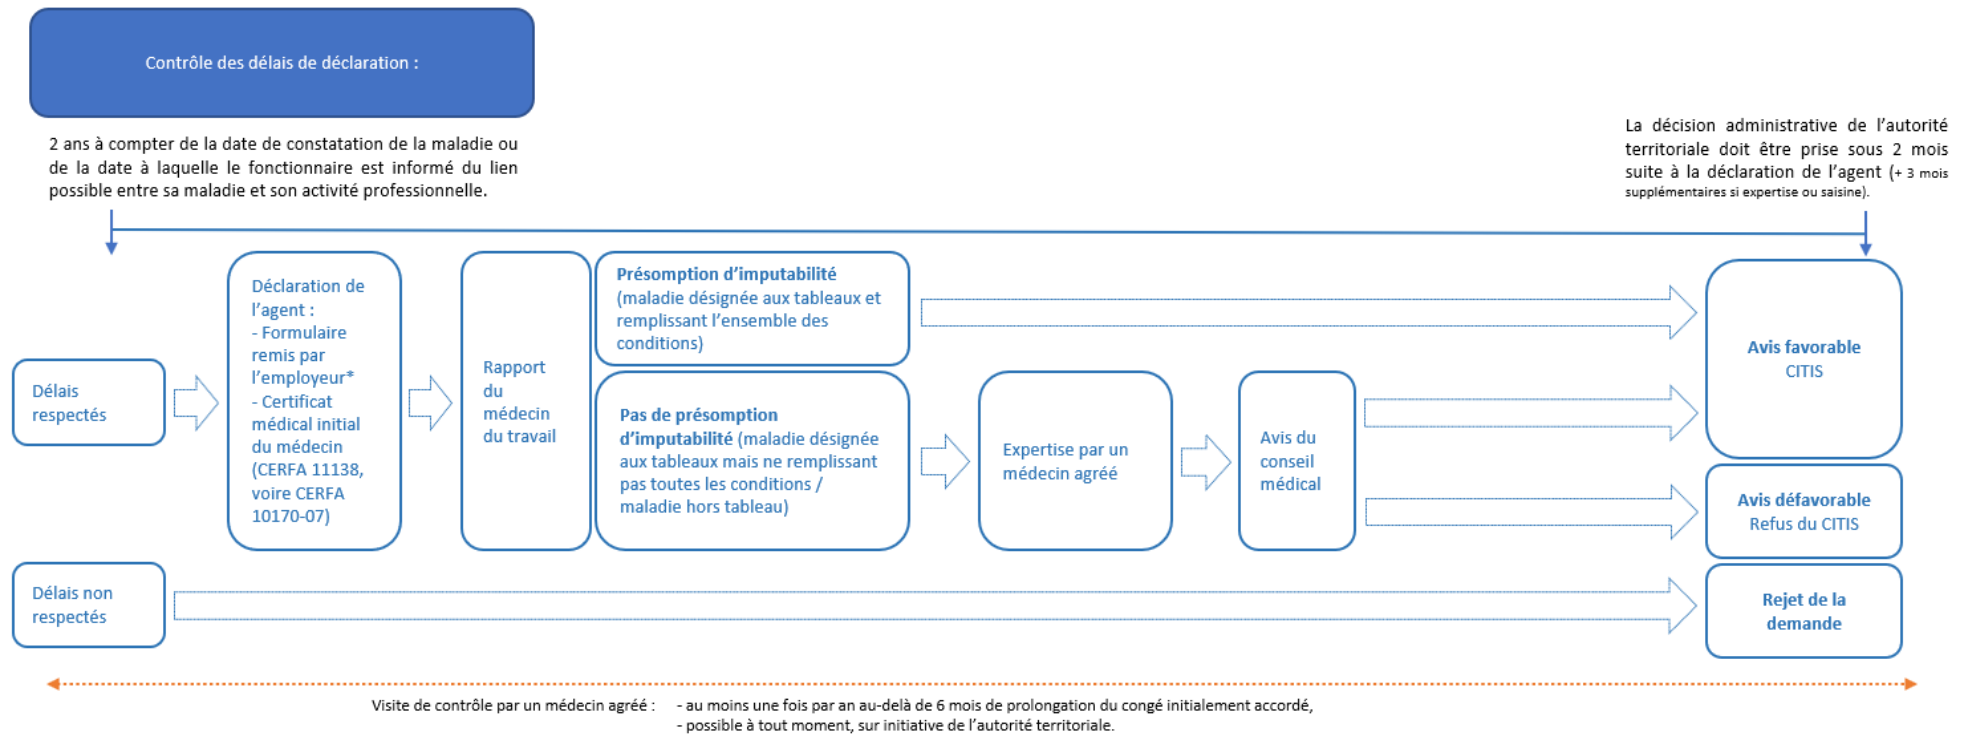 Contrôle des délais de déclaration :
2 ans à compter de la date de constatation de la maladie ou
de la date à laquelle le fonctionnaire est informé du lien
possible entre sa maladie et son activité professionnelle.
La décision administrative de l’autorité
territoriale doit être prise sous 2 mois
suite à la déclaration de l’agent (+ 3 mois
supplémentaires si expertise ou saisine).
Délais
respectés
Déclaration de
l’agent :
- Formulaire
remis par
l’employeur*
- Certificat
médical initial
du médecin
(CERFA 11138,
voire CERFA
10170-07)
Rapport
du
médecin
du travail
Présomption d’imputabilité
(maladie désignée aux tableaux et
remplissant l’ensemble des
conditions)
Pas de présomption
d’imputabilité (maladie désignée
aux tableaux mais ne remplissant
pas toutes les conditions /
maladie hors tableau)
Expertise par un
médecin agréé
Avis du
conseil
médical
Avis favorable
CITIS
Avis défavorable
Refus du CITIS
Délais non
respectés
Rejet de la
demande
Visite de contrôle par un médecin agréé : - au moins une fois par an au-delà de 6 mois de prolongation du congé initialement accordé,
- possible à tout moment, sur initiative de l’autorité territoriale.